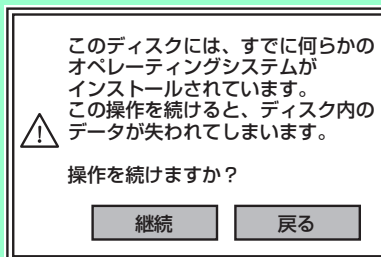 このディスクには、すでに何らかの
オペレーティングシステムが
インストールされています。
この操作を続けると、ディスク内の
データが失われてしまいます。
操作を続けますか？
継続
戻る